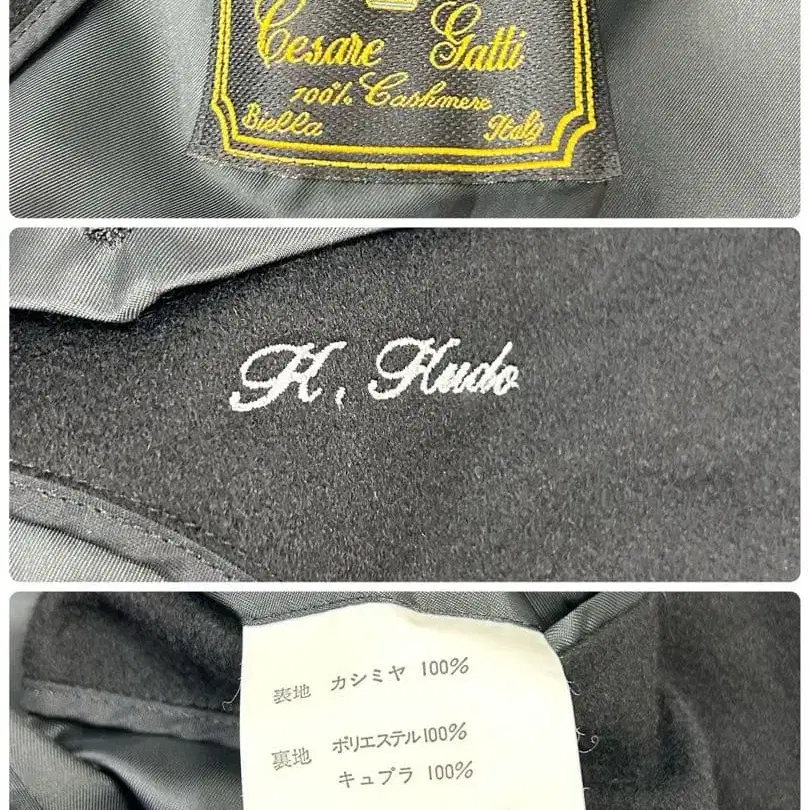 Cesare Gatti
100% Cashmere
Biella Italy
K. Kudo
表地 カシミヤ 100%
裏地 ポリエステル100%
キュプラ 100%